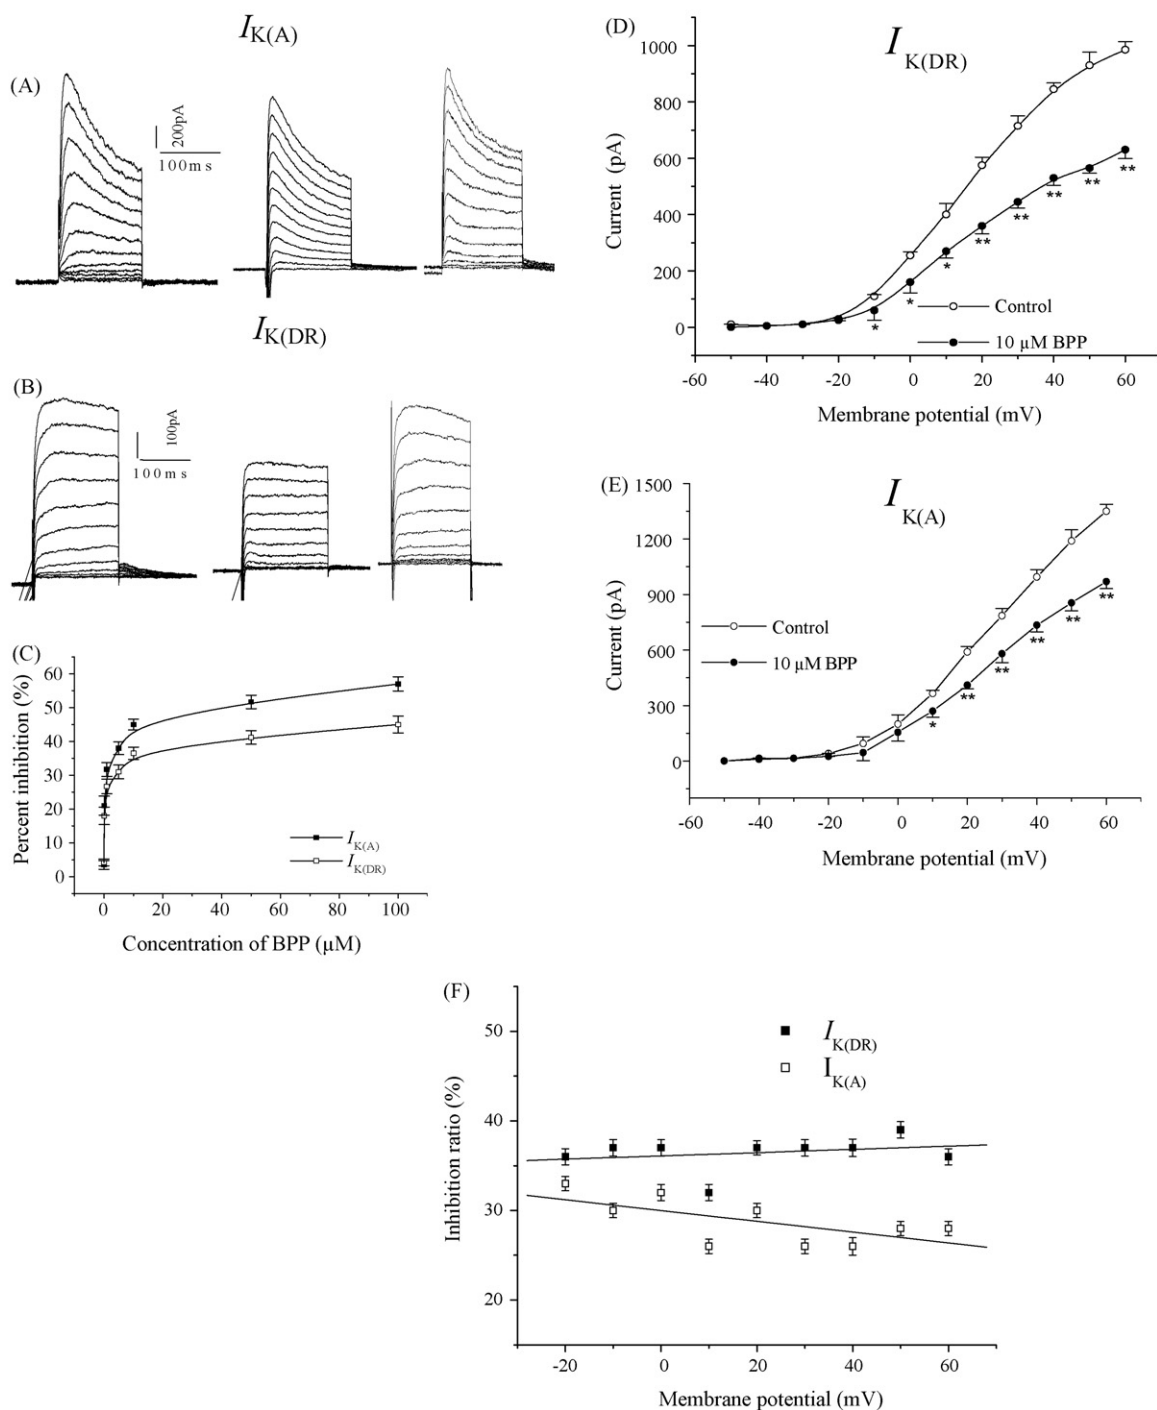 I K(A)
(A)
200pA
100ms
I K(DR)
(B)
100pA
100ms
(C)
Percent inhibition (%)
60
50
40
30
20
10
0
I K(A)
I K(DR)
0 20 40 60 80 100
Concentration of BPP (µM)
(D)
I K(DR)
Current (pA)
1000
800
600
400
200
0
** ** ** ** **
* * *
Control
10 µM BPP
-60 -40 -20 0 20 40 60
Membrane potential (mV)
(E)
I K(A)
Current (pA)
1500
1200
900
600
300
0
** ** ** ** **
*
Control
10 µM BPP
-60 -40 -20 0 20 40 60
Membrane potential (mV)
(F)
Inhibition ratio (%)
50
40
30
20
I K(DR)
I K(A)
-20 0 20 40 60
Membrane potential (mV)